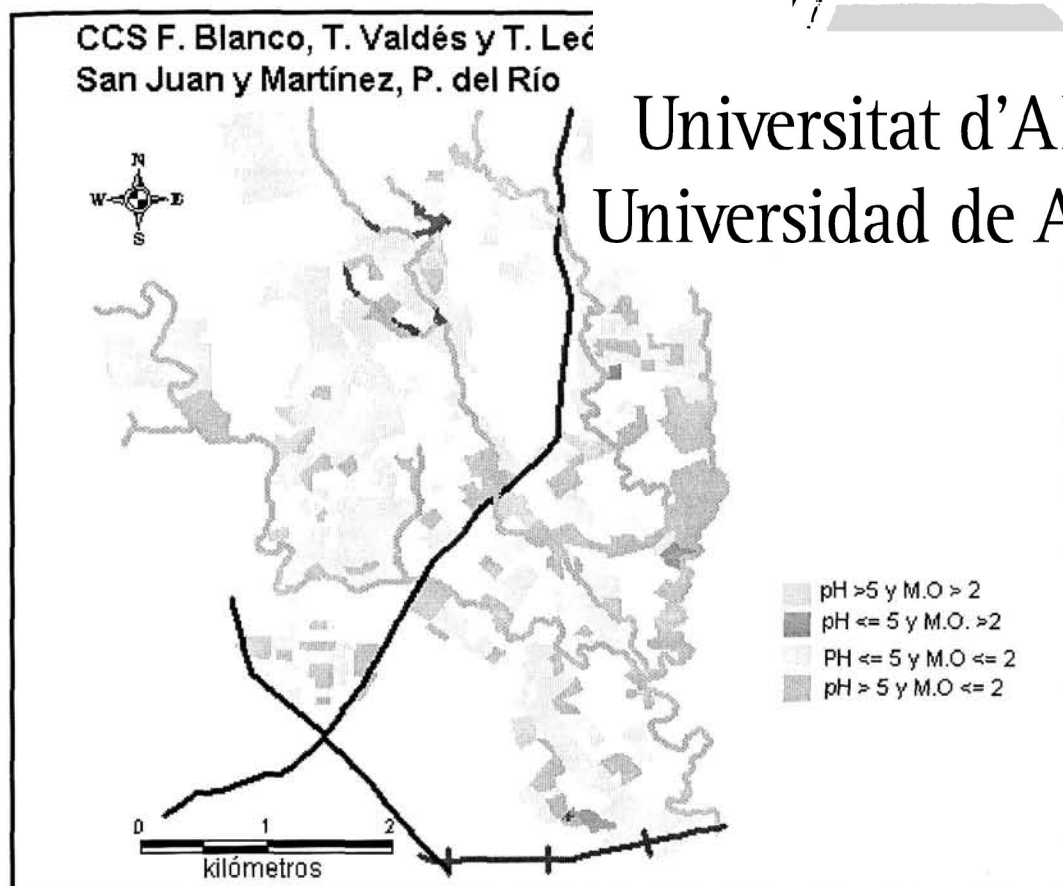 CCS F. Blanco, T. Valdés y T. Leó
San Juan y Martínez, P. del Río
Universitat d'Al
Universidad de A
N
W E
S
pH >5 y M.O > 2
pH <= 5 y M.O. >2
PH <= 5 y M.O <= 2
pH > 5 y M.O <= 2
0 1 2
kilómetros